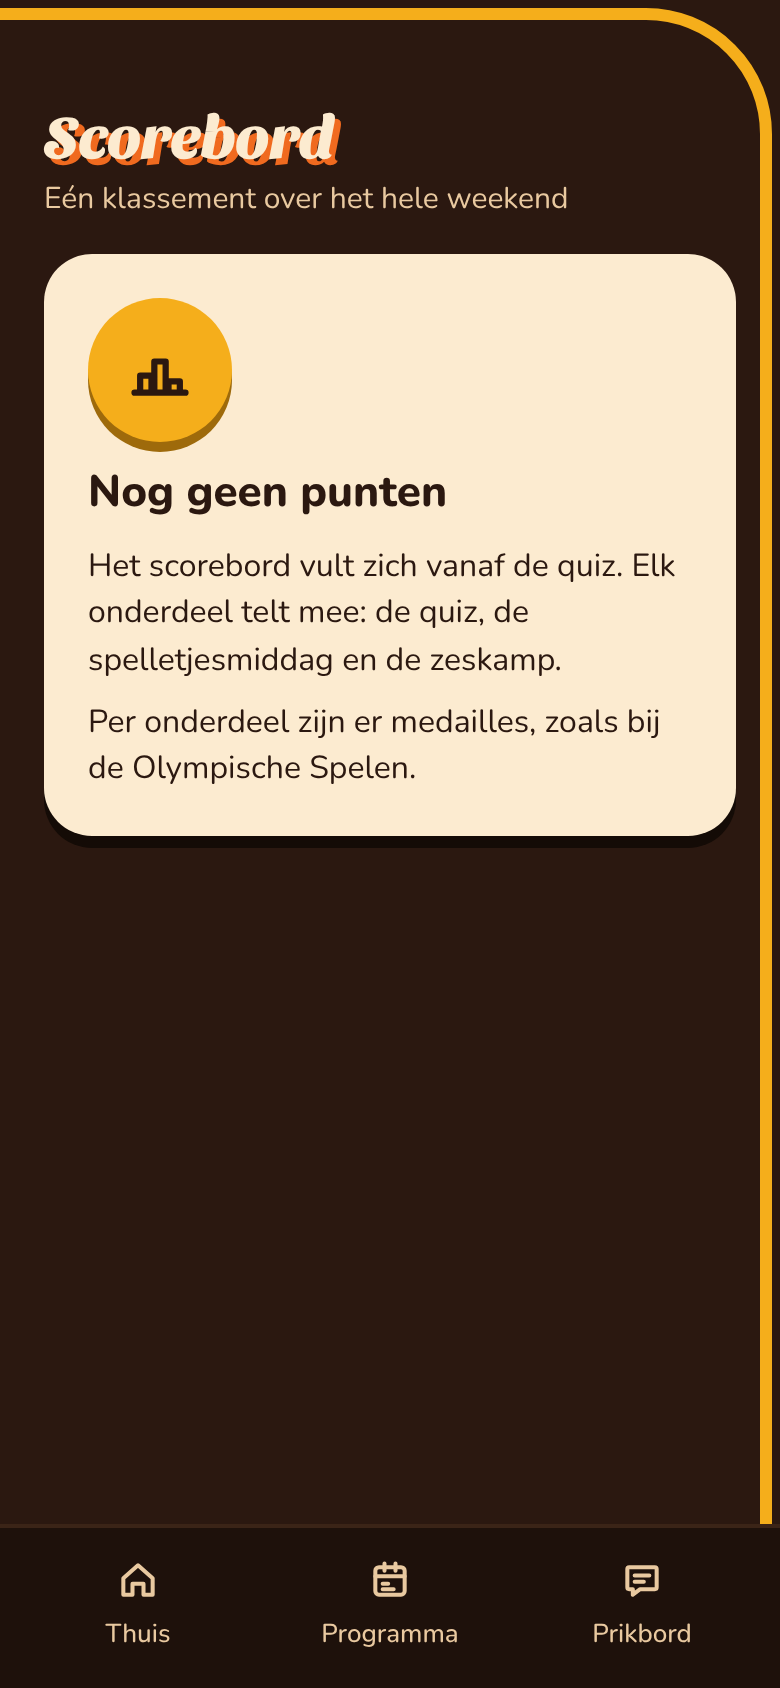 Scorebord
Eén klassement over het hele weekend
Nog geen punten
Het scorebord vult zich vanaf de quiz. Elk
onderdeel telt mee: de quiz, de
spelletjesmiddag en de zeskamp.
Per onderdeel zijn er medailles, zoals bij
de Olympische Spelen.
Thuis
Programma
Prikbord